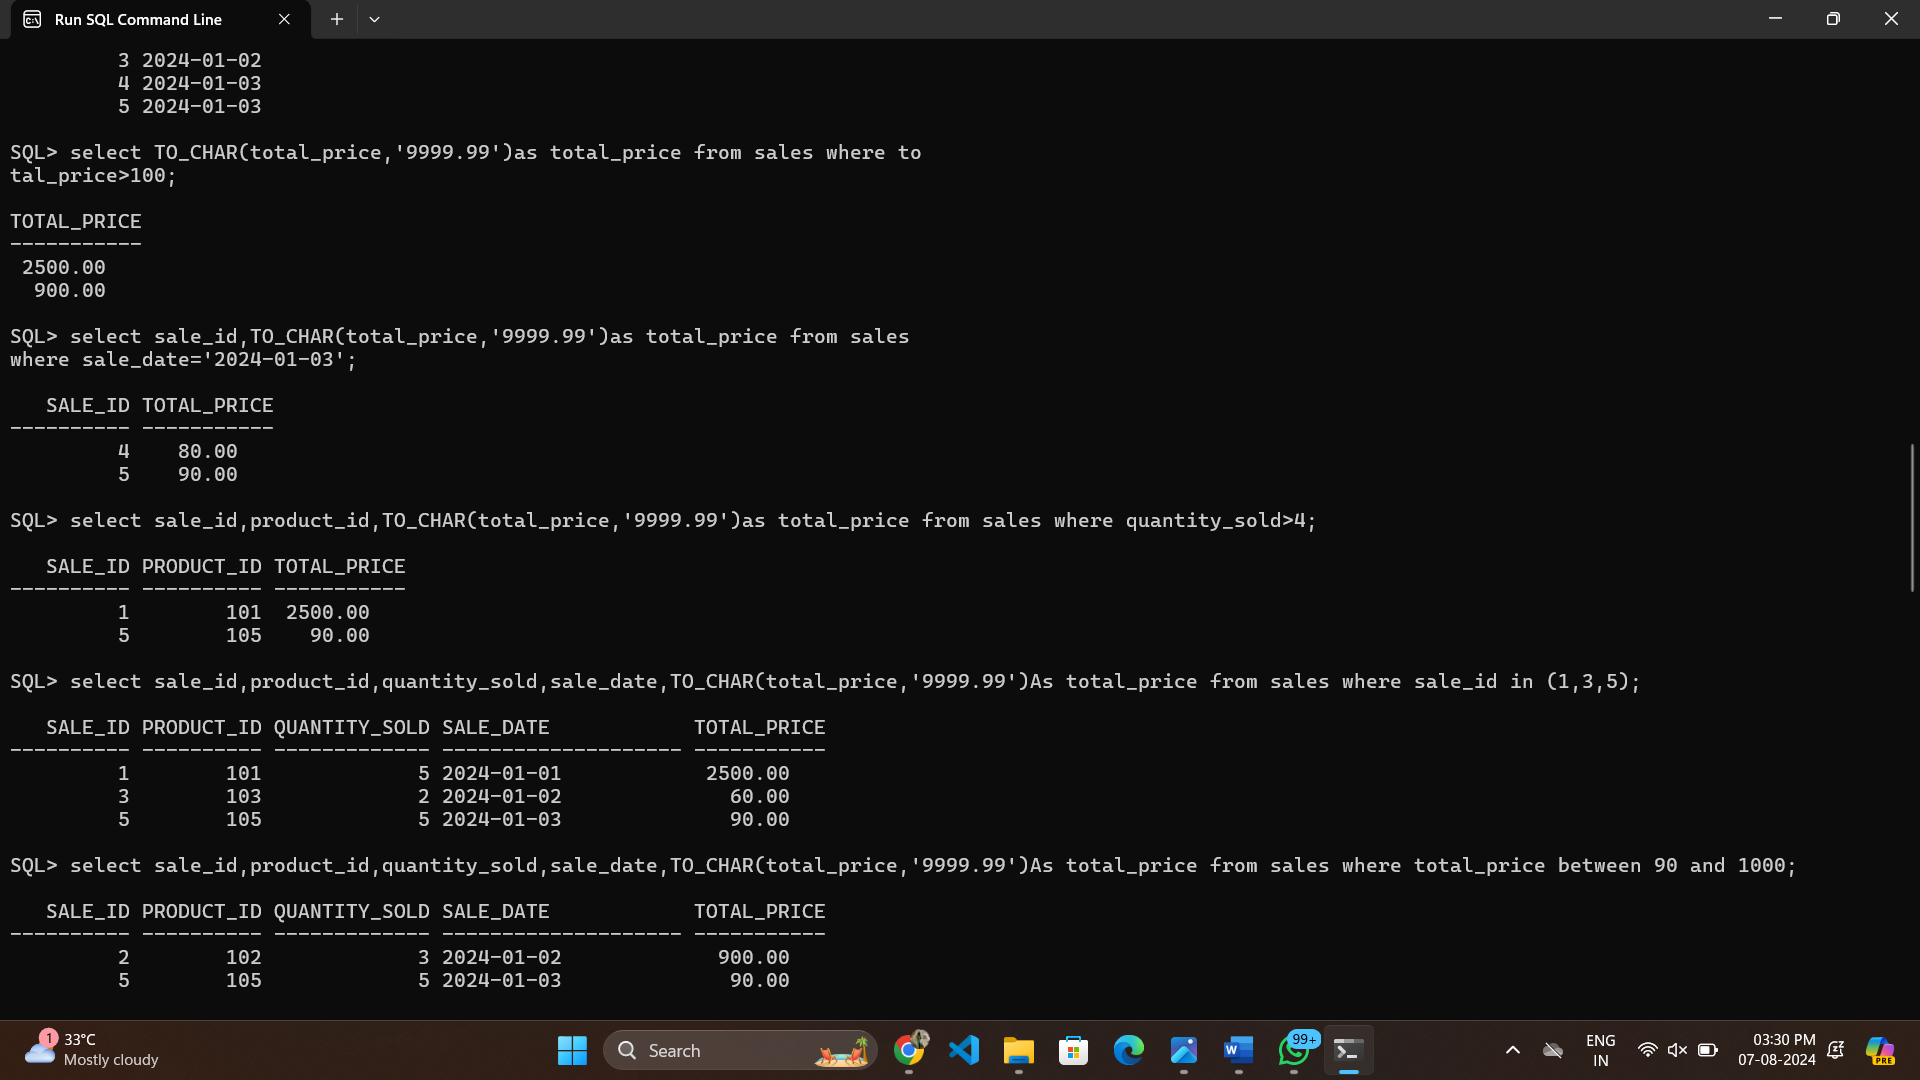 Run SQL Command Line
3 2024-01-02
4 2024-01-03
5 2024-01-03
SQL> select TO_CHAR(total_price,'9999.99')as total_price from sales where to
tal_price>100;
TOTAL_PRICE
-----------
2500.00
900.00
SQL> select sale_id,TO_CHAR(total_price,'9999.99')as total_price from sales
where sale_date='2024-01-03';
SALE_ID TOTAL_PRICE
---------- -----------
4 80.00
5 90.00
SQL> select sale_id,product_id,TO_CHAR(total_price,'9999.99')as total_price from sales where quantity_sold>4;
SALE_ID PRODUCT_ID TOTAL_PRICE
---------- ---------- -----------
1 101 2500.00
5 105 90.00
SQL> select sale_id,product_id,quantity_sold,sale_date,TO_CHAR(total_price,'9999.99')As total_price from sales where sale_id in (1,3,5);
SALE_ID PRODUCT_ID QUANTITY_SOLD SALE_DATE TOTAL_PRICE
---------- ---------- ------------- -------------------- -----------
1 101 5 2024-01-01 2500.00
3 103 2 2024-01-02 60.00
5 105 5 2024-01-03 90.00
SQL> select sale_id,product_id,quantity_sold,sale_date,TO_CHAR(total_price,'9999.99')As total_price from sales where total_price between 90 and 1000;
SALE_ID PRODUCT_ID QUANTITY_SOLD SALE_DATE TOTAL_PRICE
---------- ---------- ------------- -------------------- -----------
2 102 3 2024-01-02 900.00
5 105 5 2024-01-03 90.00
1
33°C
Mostly cloudy
Search
W
99+
ENG
IN
03:30 PM
07-08-2024
PRE